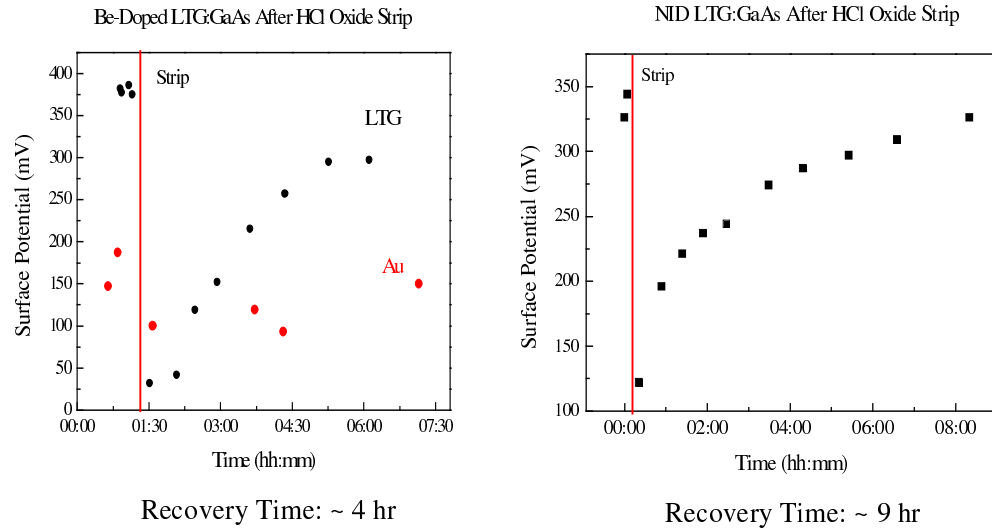 Be-Doped LTG:GaAs After HCl Oxide Strip
400
350
300
250
200
150
100
50
0
Surface Potential (mV)
Strip
LTG
Au
00:00 01:30 03:00 04:30 06:00 07:30
Time (hh:mm)
Recovery Time: ~ 4 hr
NID LTG:GaAs After HCl Oxide Strip
350
300
250
200
150
100
Surface Potential (mV)
Strip
00:00 02:00 04:00 06:00 08:00
Time (hh:mm)
Recovery Time: ~ 9 hr